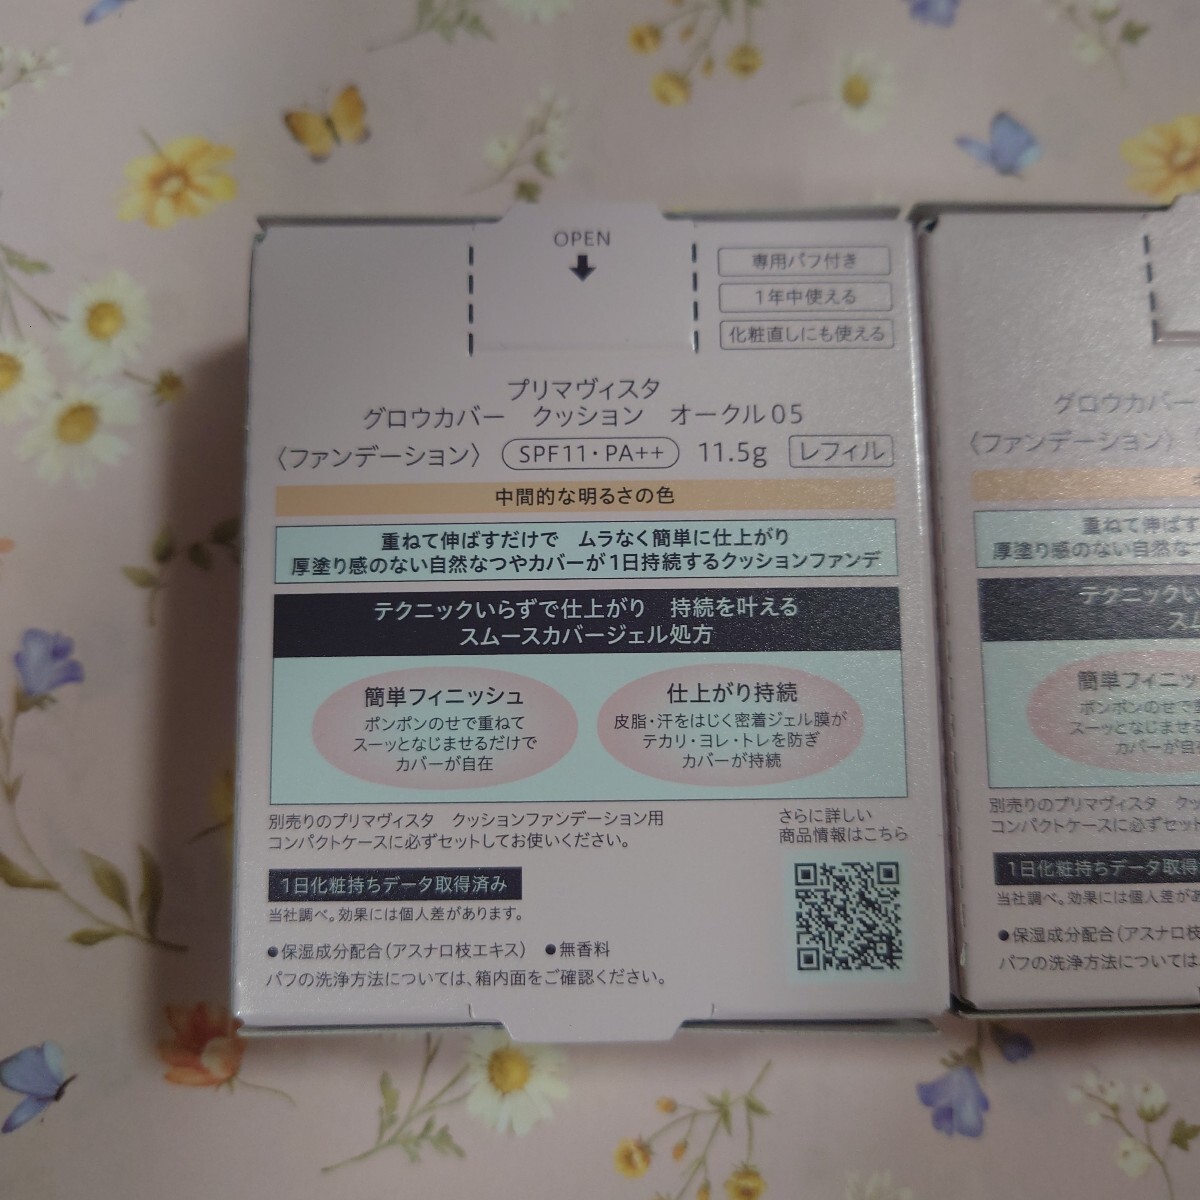 OPEN
専用パフ付き
1年中使える
化粧直しにも使える
プリマヴィスタ
グロウカバー クッション オークル05
〈ファンデーション〉 SPF11・PA++ 11.5g レフィル
中間的な明るさの色
重ねて伸ばすだけで ムラなく簡単に仕上がり
厚塗り感のない自然なつやカバーが1日持続するクッションファンデ
テクニックいらずで仕上がり 持続を叶える
スムースカバージェル処方
簡単フィニッシュ
ポンポンのせで重ねて
スーッとなじませるだけで
カバーが自在
仕上がり持続
皮脂・汗をはじく密着ジェル膜が
テカリ・ヨレ・トレを防ぎ
カバーが持続
別売りのプリマヴィスタ クッションファンデーション用
コンパクトケースに必ずセットしてお使いください。
さらに詳しい
商品情報はこちら
1日化粧持ちデータ取得済み
当社調べ。効果には個人差があります。
●保湿成分配合(アスナロ枝エキス) ●無香料
パフの洗浄方法については、箱内面をご確認ください。
グロウカバー
〈ファンデーション〉
重ねて伸ばす
厚塗り感のない自然なつ
テクニックい
ス
簡単フィニッ
ポンポンのせで重
スーッとなじませる
カバーが自
別売りのプリマヴィスタ クッ
コンパクトケースに必ずセット
1日化粧持ちデータ取得
当社調べ。効果には個人差があ
●保湿成分配合(アスナロ枝
パフの洗浄方法については、